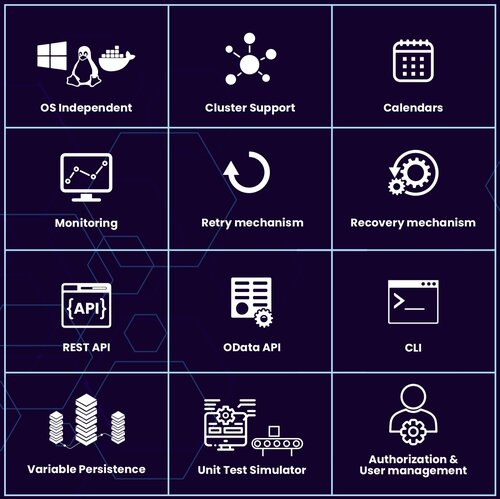 OS Independent
Cluster Support
Calendars
Monitoring
Retry mechanism
Recovery mechanism
{API}
REST API
OData API
CLI
Variable Persistence
Unit Test Simulator
Authorization &
User management